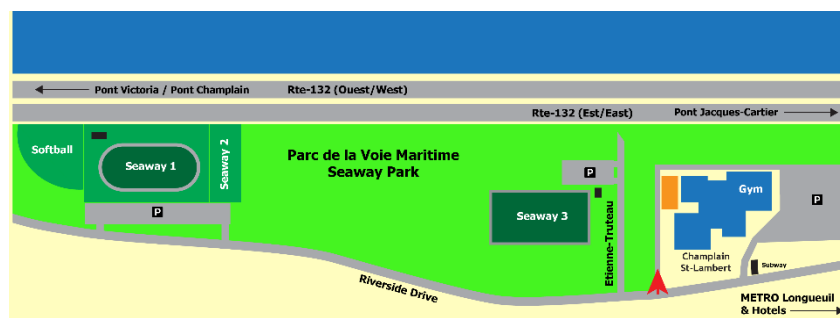 Pont Victoria / Pont Champlain
Rte-132 (Ouest/West)
Rte-132 (Est/East)
Pont Jacques-Cartier
Softball
Seaway 1
Seaway 2
P
Parc de la Voie Maritime
Seaway Park
P
Seaway 3
Etienne-Truteau
Gym
P
Champlain
St-Lambert
Subway
Riverside Drive
METRO Longueuil
& Hotels